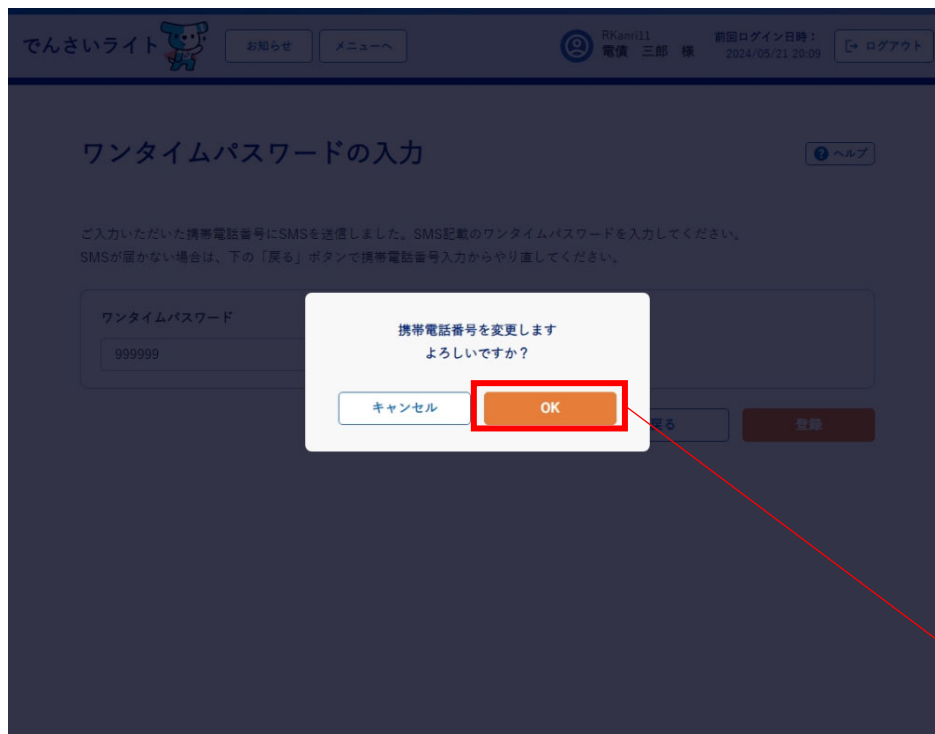 でんさいライト
お知らせ
メニューへ
RKanri11
電債 三郎 様
前回ログイン日時：
2024/05/21 20:09
ログアウト
ワンタイムパスワードの入力
ヘルプ
ご入力いただいた携帯電話番号にSMSを送信しました。SMS記載のワンタイムパスワードを入力してください。
SMSが届かない場合は、下の「戻る」ボタンで携帯電話番号入力からやり直してください。
ワンタイムパスワード
999999
携帯電話番号を変更します
よろしいですか？
キャンセル
OK
戻る
登録